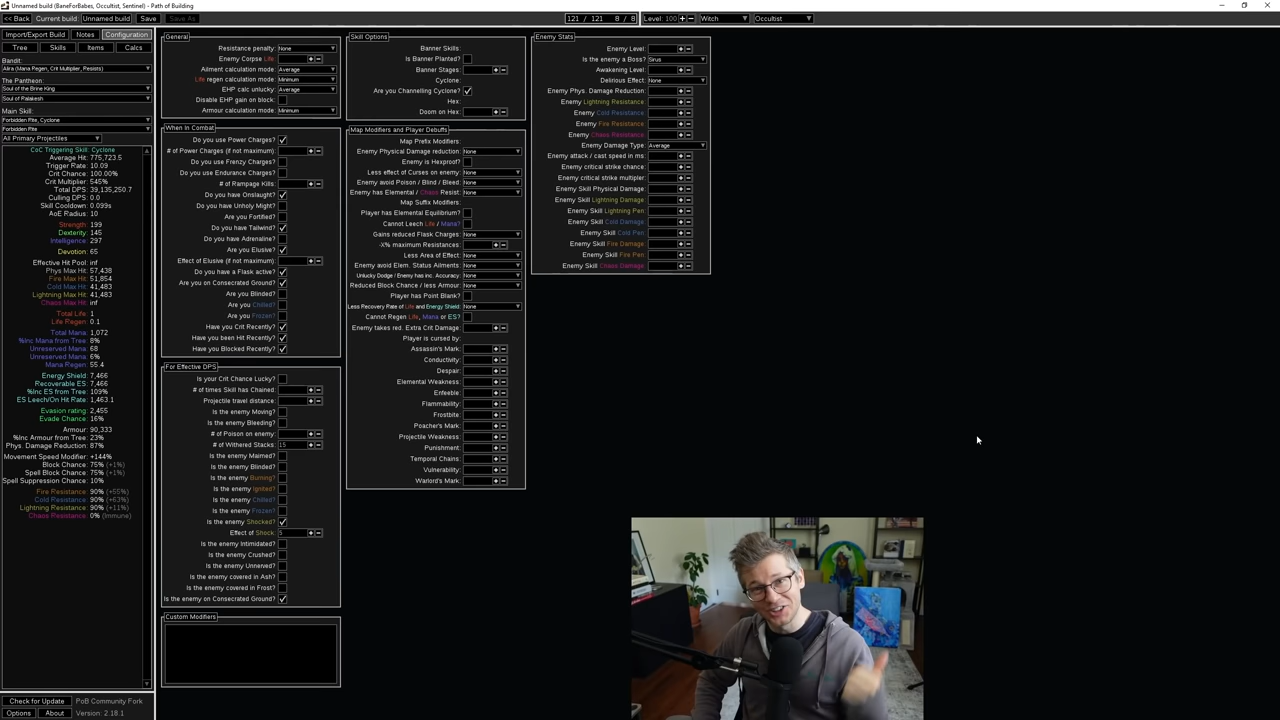 Unnamed build (BaneForBabes, Occultist, Sentinel) - Path of Building
<< Back Current build: Unnamed build Save Save As 121 / 121 8 / 8 Level: 100 + - Witch Occultist
Import/Export Build Notes Configuration
Tree Skills Items Calcs
Bandit:
Alira (Mana Regen, Crit Multiplier, Resists)
The Pantheon:
Soul of the Brine King
Soul of Ralakesh
Main Skill:
Forbidden Rite, Cyclone
Forbidden Rite
All Primary Projectiles
CoC Triggering Skill: Cyclone
Average Hit: 775,723.5
Trigger Rate: 10.09
Crit Chance: 100.00%
Crit Multiplier: 545%
Total DPS: 39,135,250.7
Culling DPS: 0.0
Skill Cooldown: 0.099s
AoE Radius: 10
Strength: 199
Dexterity: 145
Intelligence: 297
Devotion: 65
Effective Hit Pool: inf
Phys Max Hit: 57,438
Fire Max Hit: 51,854
Cold Max Hit: 41,483
Lightning Max Hit: 41,483
Chaos Max Hit: inf
Total Life: 1
Life Regen: 0.1
Total Mana: 1,072
%Inc Mana from Tree: 8%
Unreserved Mana: 68
Unreserved Mana: 6%
Mana Regen: 55.4
Energy Shield: 7,466
Recoverable ES: 7,466
%Inc ES from Tree: 109%
ES Leech/On Hit Rate: 1,463.1
Evasion rating: 2,455
Evade Chance: 16%
Armour: 90,333
%Inc Armour from Tree: 23%
Phys. Damage Reduction: 87%
Movement Speed Modifier: +144%
Block Chance: 75% (+1%)
Spell Block Chance: 75% (+1%)
Spell Suppression Chance: 10%
Fire Resistance: 90% (+55%)
Cold Resistance: 90% (+63%)
Lightning Resistance: 90% (+11%)
Chaos Resistance: 0% (Immune)
Check for Update PoB Community Fork
Options About Version: 2.18.1
General
Resistance penalty: None
Enemy Corpse Life:
Ailment calculation mode: Average
Life regen calculation mode: Minimum
EHP calc unlucky: Average
Disable EHP gain on block:
Armour calculation mode: Minimum
When In Combat
Do you use Power Charges?
# of Power Charges (if not maximum):
Do you use Frenzy Charges?
Do you use Endurance Charges?
# of Rampage Kills:
Do you have Onslaught?
Do you have Unholy Might?
Are you Fortified?
Do you have Tailwind?
Do you have Adrenaline?
Are you Elusive?
Effect of Elusive (if not maximum):
Do you have a Flask active?
Are you on Consecrated Ground?
Are you Blinded?
Are you Chilled?
Are you Frozen?
Have you Crit Recently?
Have you been Hit Recently?
Have you Blocked Recently?
For Effective DPS
Is your Crit Chance Lucky?
# of times Skill has Chained:
Projectile travel distance:
Is the enemy Moving?
Is the enemy Bleeding?
# of Poison on enemy:
# of Withered Stacks: 15
Is the enemy Maimed?
Is the enemy Blinded?
Is the enemy Burning?
Is the enemy Ignited?
Is the enemy Chilled?
Is the enemy Frozen?
Is the enemy Shocked?
Effect of Shock: 5
Is the enemy Intimidated?
Is the enemy Crushed?
Is the enemy Unnerved?
Is the enemy covered in Ash?
Is the enemy covered in Frost?
Is the enemy on Consecrated Ground?
Custom Modifiers
Skill Options
Banner Skills:
Is Banner Planted?
Banner Stages:
Cyclone:
Are you Channelling Cyclone?
Hex:
Doom on Hex:
Map Modifiers and Player Debuffs
Map Prefix Modifiers:
Enemy Physical Damage reduction: None
Enemy is Hexproof?
Less effect of Curses on enemy: None
Enemy avoid Poison / Blind / Bleed: None
Enemy has Elemental / Chaos Resist: None
Map Suffix Modifiers:
Player has Elemental Equilibrium?
Cannot Leech Life / Mana?
Gains reduced Flask Charges: None
-X% maximum Resistances:
Less Area of Effect: None
Enemy avoid Elem. Status Ailments: None
Unlucky Dodge / Enemy has inc. Accuracy: None
Reduced Block Chance / less Armour: None
Player has Point Blank?
Less Recovery Rate of Life and Energy Shield: None
Cannot Regen Life, Mana or ES?
Enemy takes red. Extra Crit Damage:
Player is cursed by:
Assassin's Mark:
Conductivity:
Despair:
Elemental Weakness:
Enfeeble:
Flammability:
Frostbite:
Poacher's Mark:
Projectile Weakness:
Punishment:
Temporal Chains:
Vulnerability:
Warlord's Mark:
Enemy Stats
Enemy Level:
Is the enemy a Boss? Sirus
Awakening Level:
Delirious Effect: None
Enemy Phys. Damage Reduction:
Enemy Lightning Resistance:
Enemy Cold Resistance:
Enemy Fire Resistance:
Enemy Chaos Resistance:
Enemy Damage Type: Average
Enemy attack / cast speed in ms:
Enemy critical strike chance:
Enemy critical strike multipler:
Enemy Skill Physical Damage:
Enemy Skill Lightning Damage:
Enemy Skill Lightning Pen:
Enemy Skill Cold Damage:
Enemy Skill Cold Pen:
Enemy Skill Fire Damage:
Enemy Skill Fire Pen:
Enemy Skill Chaos Damage: